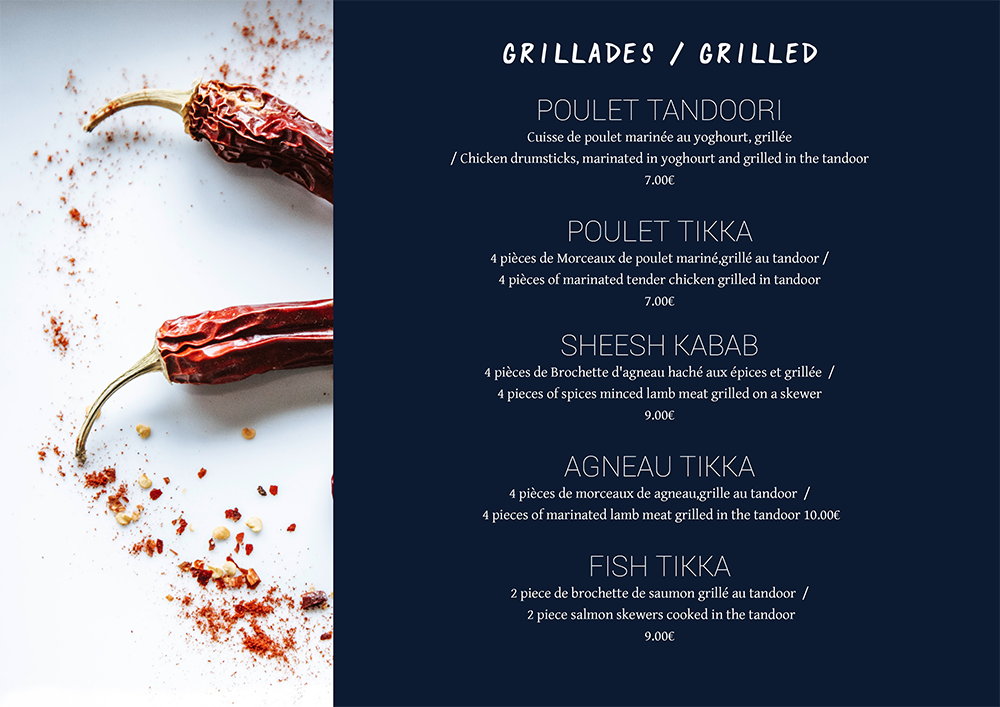 GRILLADES / GRILLED
POULET TANDOORI
Cuisse de poulet marinée au yoghourt, grillée
/ Chicken drumsticks, marinated in yoghourt and grilled in the tandoor
7.00€
POULET TIKKA
4 pièces de Morceaux de poulet mariné,grillé au tandoor /
4 pièces of marinated tender chicken grilled in tandoor
7.00€
SHEESH KABAB
4 pièces de Brochette d'agneau haché aux épices et grillée /
4 pieces of spices minced lamb meat grilled on a skewer
9.00€
AGNEAU TIKKA
4 pièces de morceaux de agneau,grille au tandoor /
4 pieces of marinated lamb meat grilled in the tandoor 10.00€
FISH TIKKA
2 piece de brochette de saumon grillé au tandoor /
2 piece salmon skewers cooked in the tandoor
9.00€